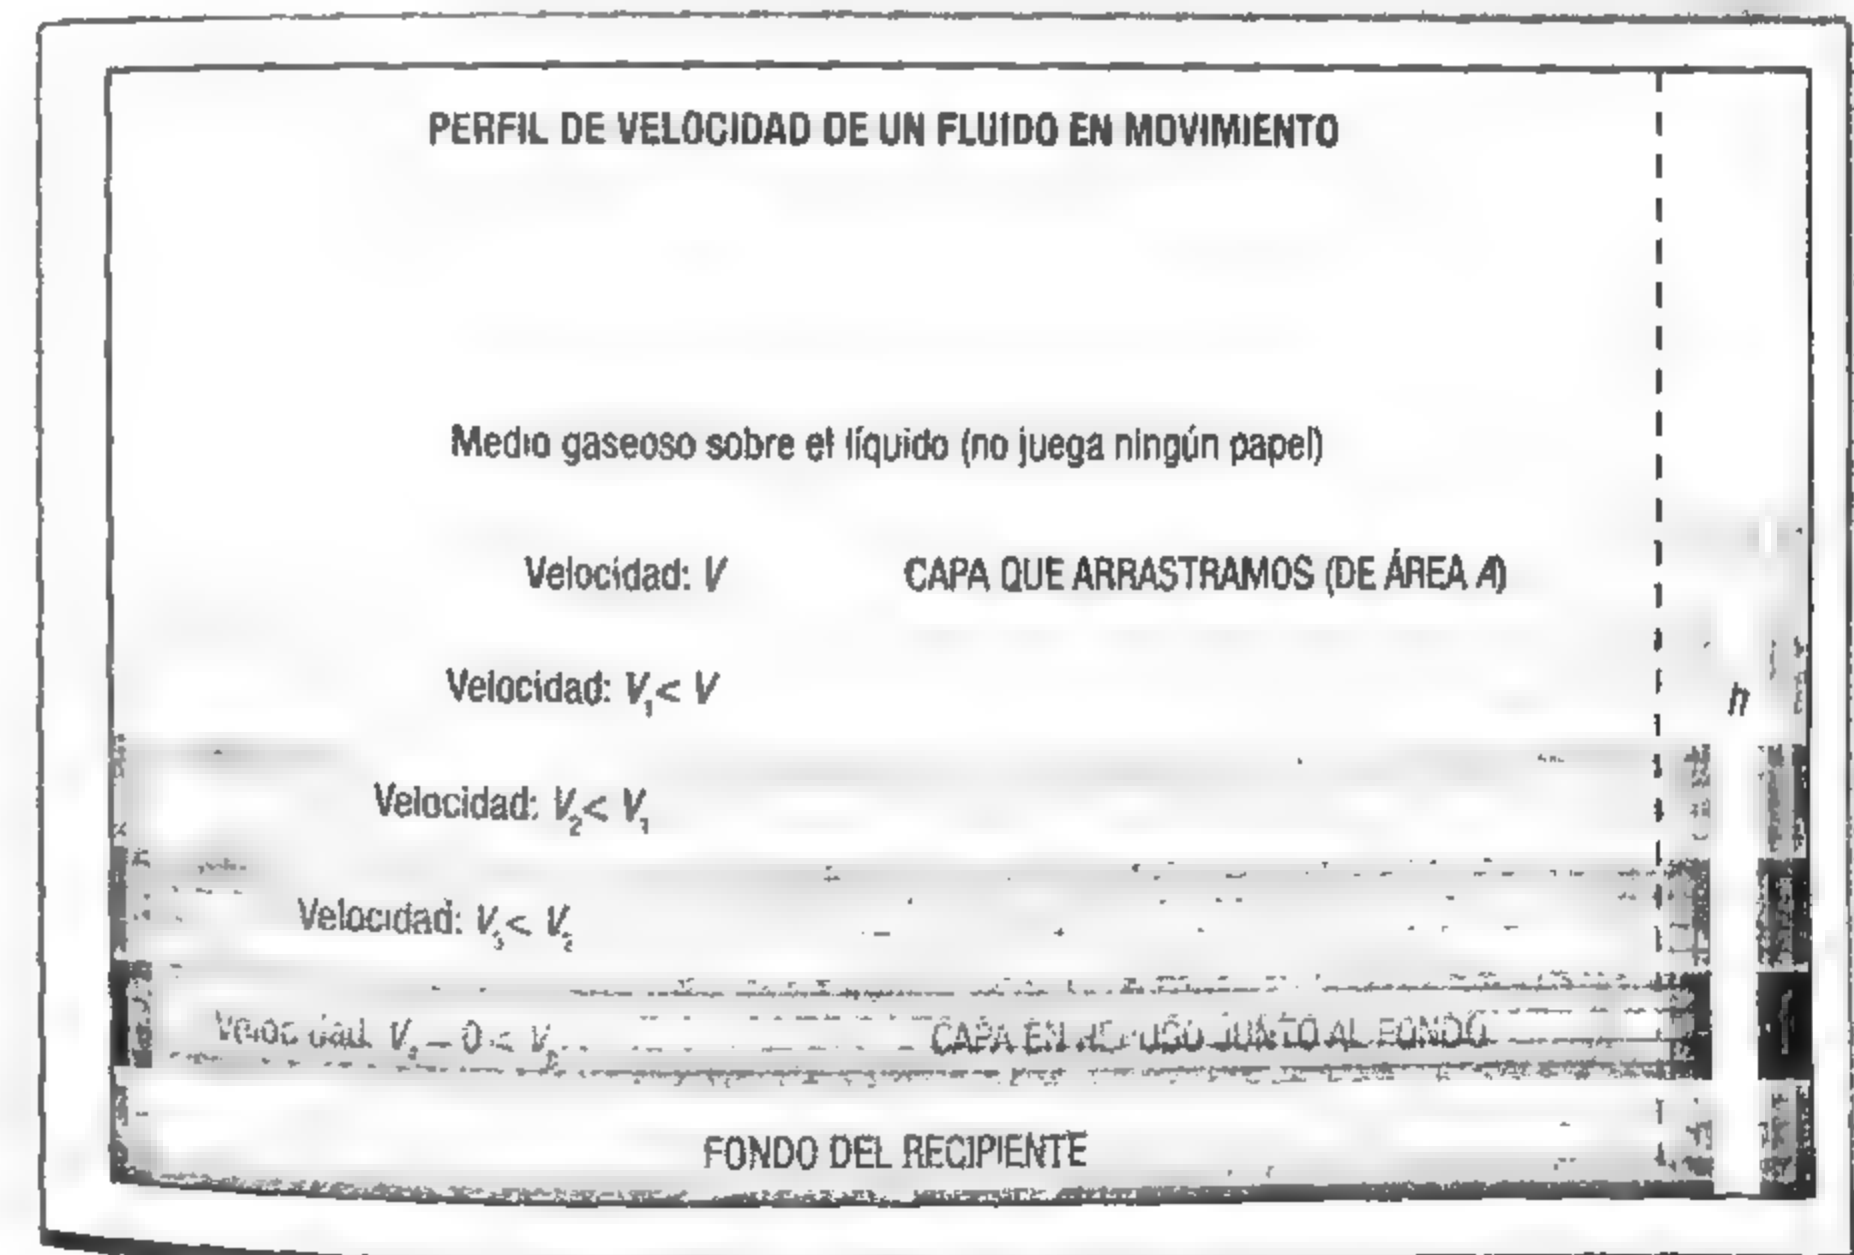 PERFIL DE VELOCIDAD DE UN FLUIDO EN MOVIMIENTO
Medio gaseoso sobre el líquido (no juega ningún papel)
Velocidad: V CAPA QUE ARRASTRAMOS (DE ÁREA A)
Velocidad: V₁ < V
h
Velocidad: V₂ < V₁
Velocidad: V₃ < V₂
CAPA EN REPOSO JUNTO AL FONDO
FONDO DEL RECIPIENTE